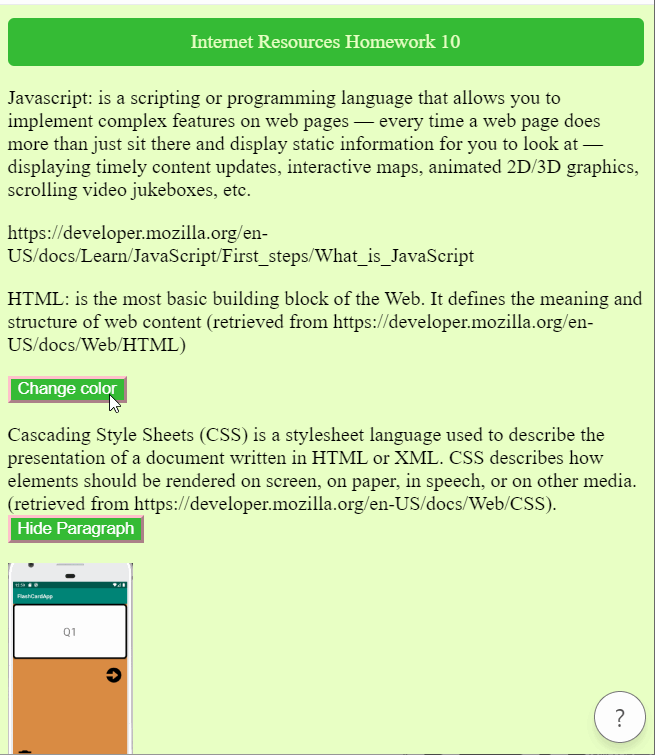 Internet Resources Homework 10
Javascript: is a scripting or programming language that allows you to
implement complex features on web pages — every time a web page does
more than just sit there and display static information for you to look at —
displaying timely content updates, interactive maps, animated 2D/3D graphics,
scrolling video jukeboxes, etc.
https://developer.mozilla.org/en-
US/docs/Learn/JavaScript/First_steps/What_is_JavaScript
HTML: is the most basic building block of the Web. It defines the meaning and
structure of web content (retrieved from https://developer.mozilla.org/en-
US/docs/Web/HTML)
Change color
Cascading Style Sheets (CSS) is a stylesheet language used to describe the
presentation of a document written in HTML or XML. CSS describes how
elements should be rendered on screen, on paper, in speech, or on other media.
(retrieved from https://developer.mozilla.org/en-US/docs/Web/CSS).
Hide Paragraph
FlashCardApp
Q1
?